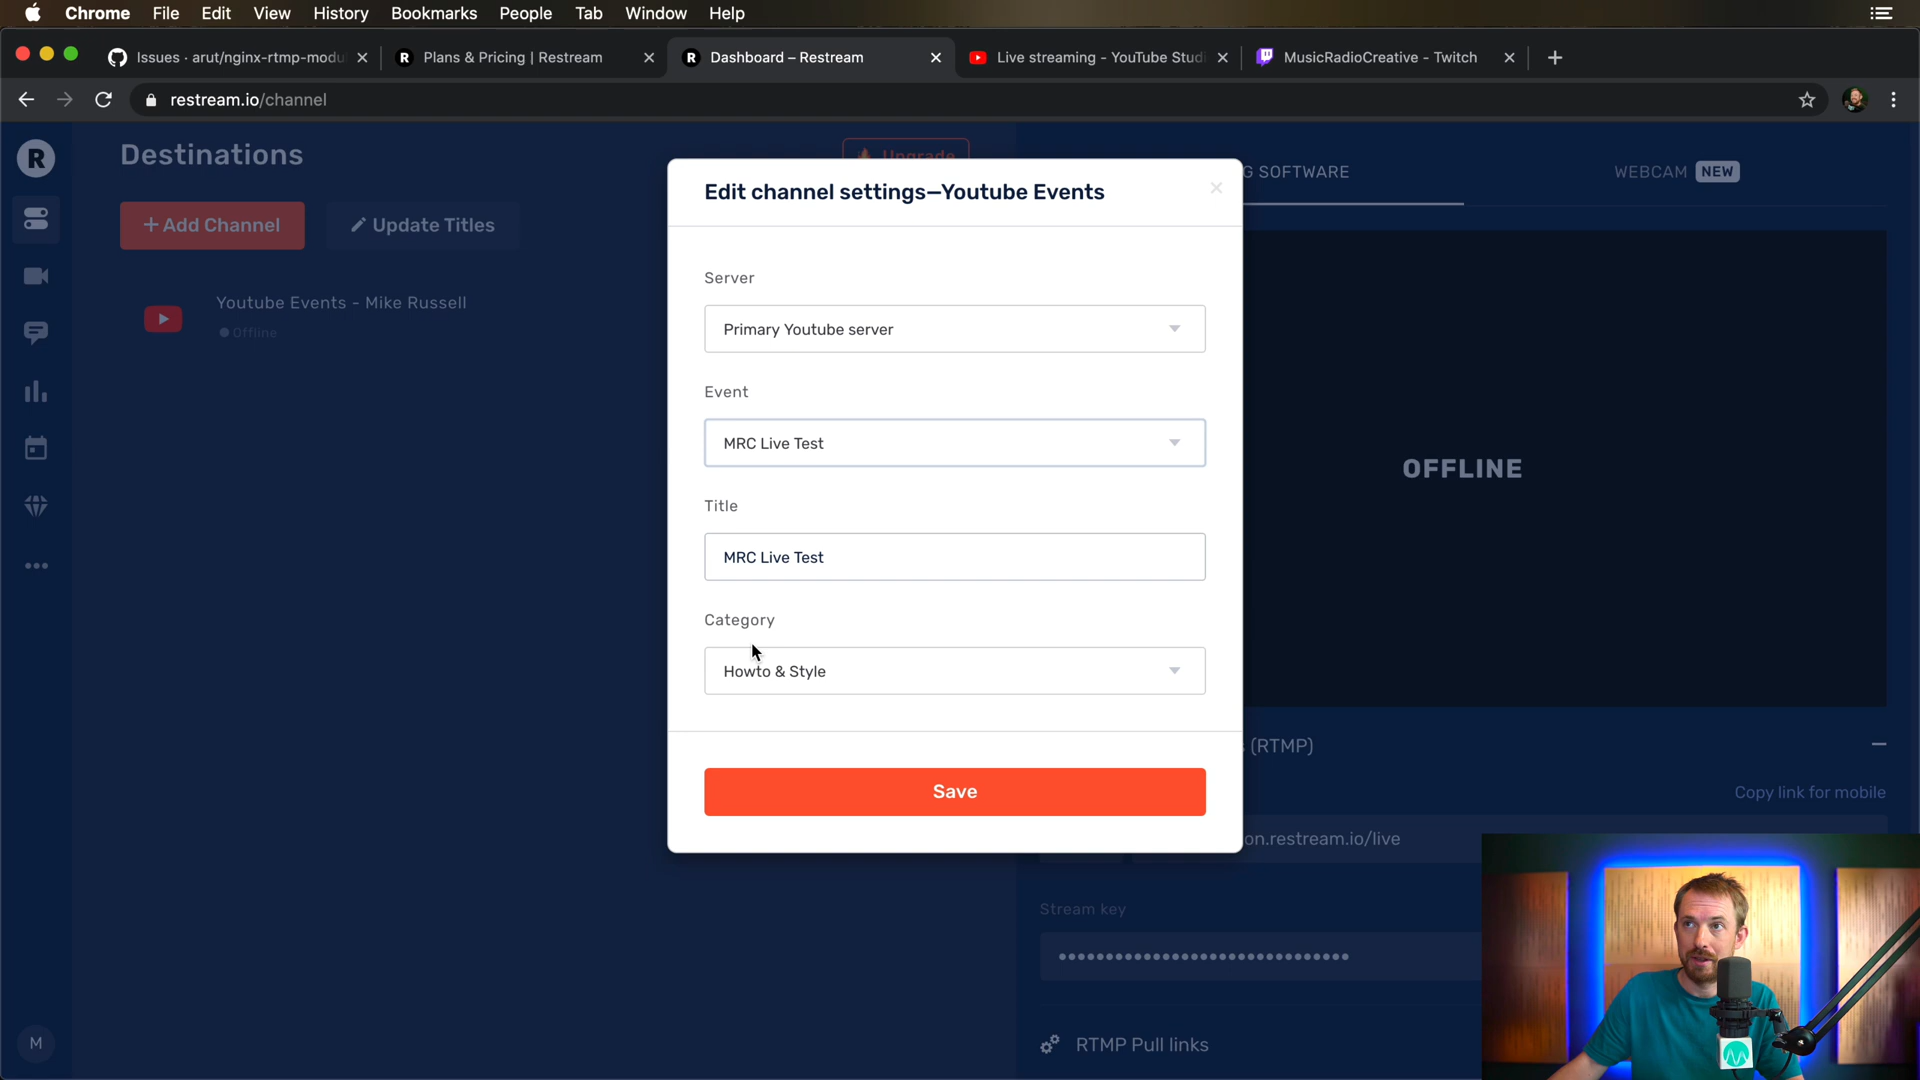 Chrome File Edit View History Bookmarks People Tab Window Help
Issues · arut/nginx-rtmp-modu
Plans & Pricing | Restream
Dashboard – Restream
Live streaming - YouTube Studi
MusicRadioCreative - Twitch
restream.io/channel
R
Destinations
Upgrade
+ Add Channel
Update Titles
Youtube Events - Mike Russell
Offline
Edit channel settings—Youtube Events
Server
Primary Youtube server
Event
MRC Live Test
Title
MRC Live Test
Category
Howto & Style
Save
G SOFTWARE
WEBCAM NEW
OFFLINE
(RTMP)
Copy link for mobile
on.restream.io/live
Stream key
RTMP Pull links
M